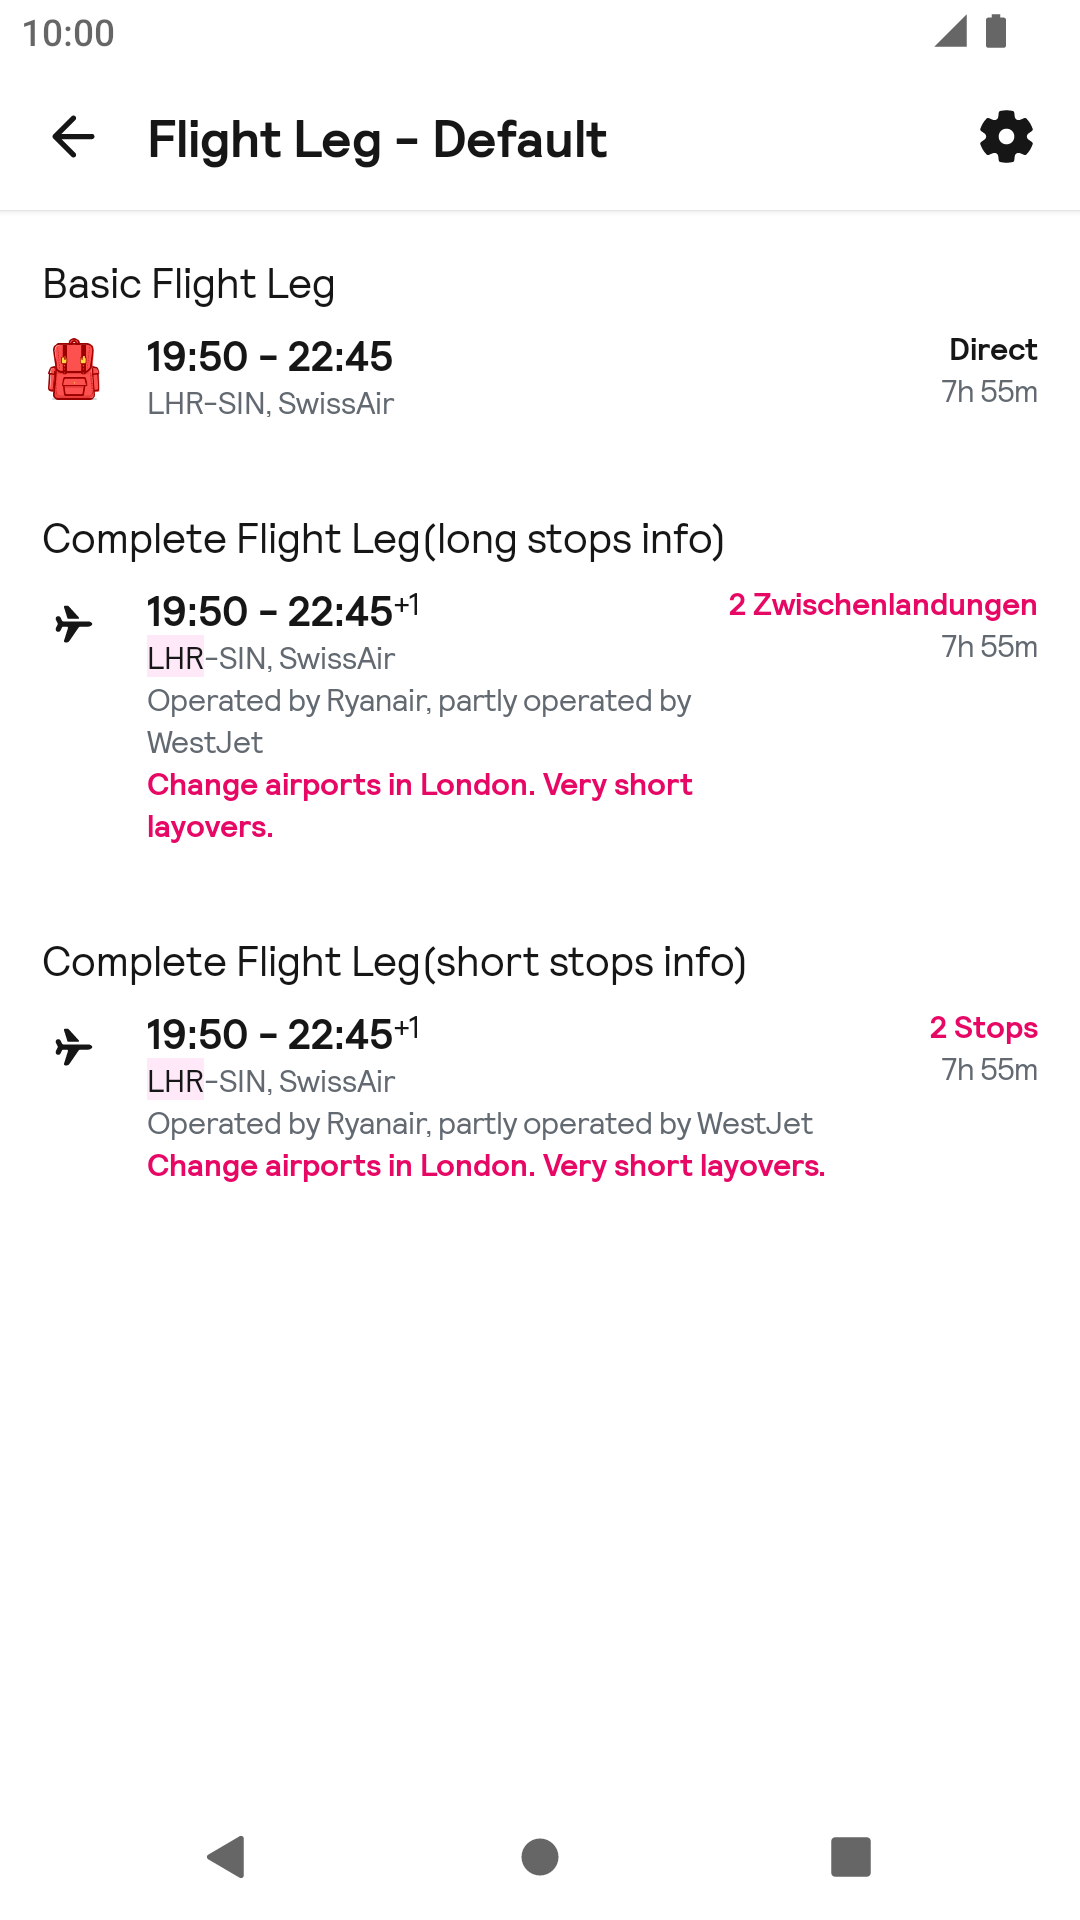 10:00
Flight Leg – Default
Basic Flight Leg
19:50 – 22:45
Direct
LHR–SIN, SwissAir
7h 55m
Complete Flight Leg(long stops info)
19:50 – 22:45+1
2 Zwischenlandungen
LHR–SIN, SwissAir
7h 55m
Operated by Ryanair, partly operated by
WestJet
Change airports in London. Very short
layovers.
Complete Flight Leg(short stops info)
19:50 – 22:45+1
2 Stops
LHR–SIN, SwissAir
7h 55m
Operated by Ryanair, partly operated by WestJet
Change airports in London. Very short layovers.